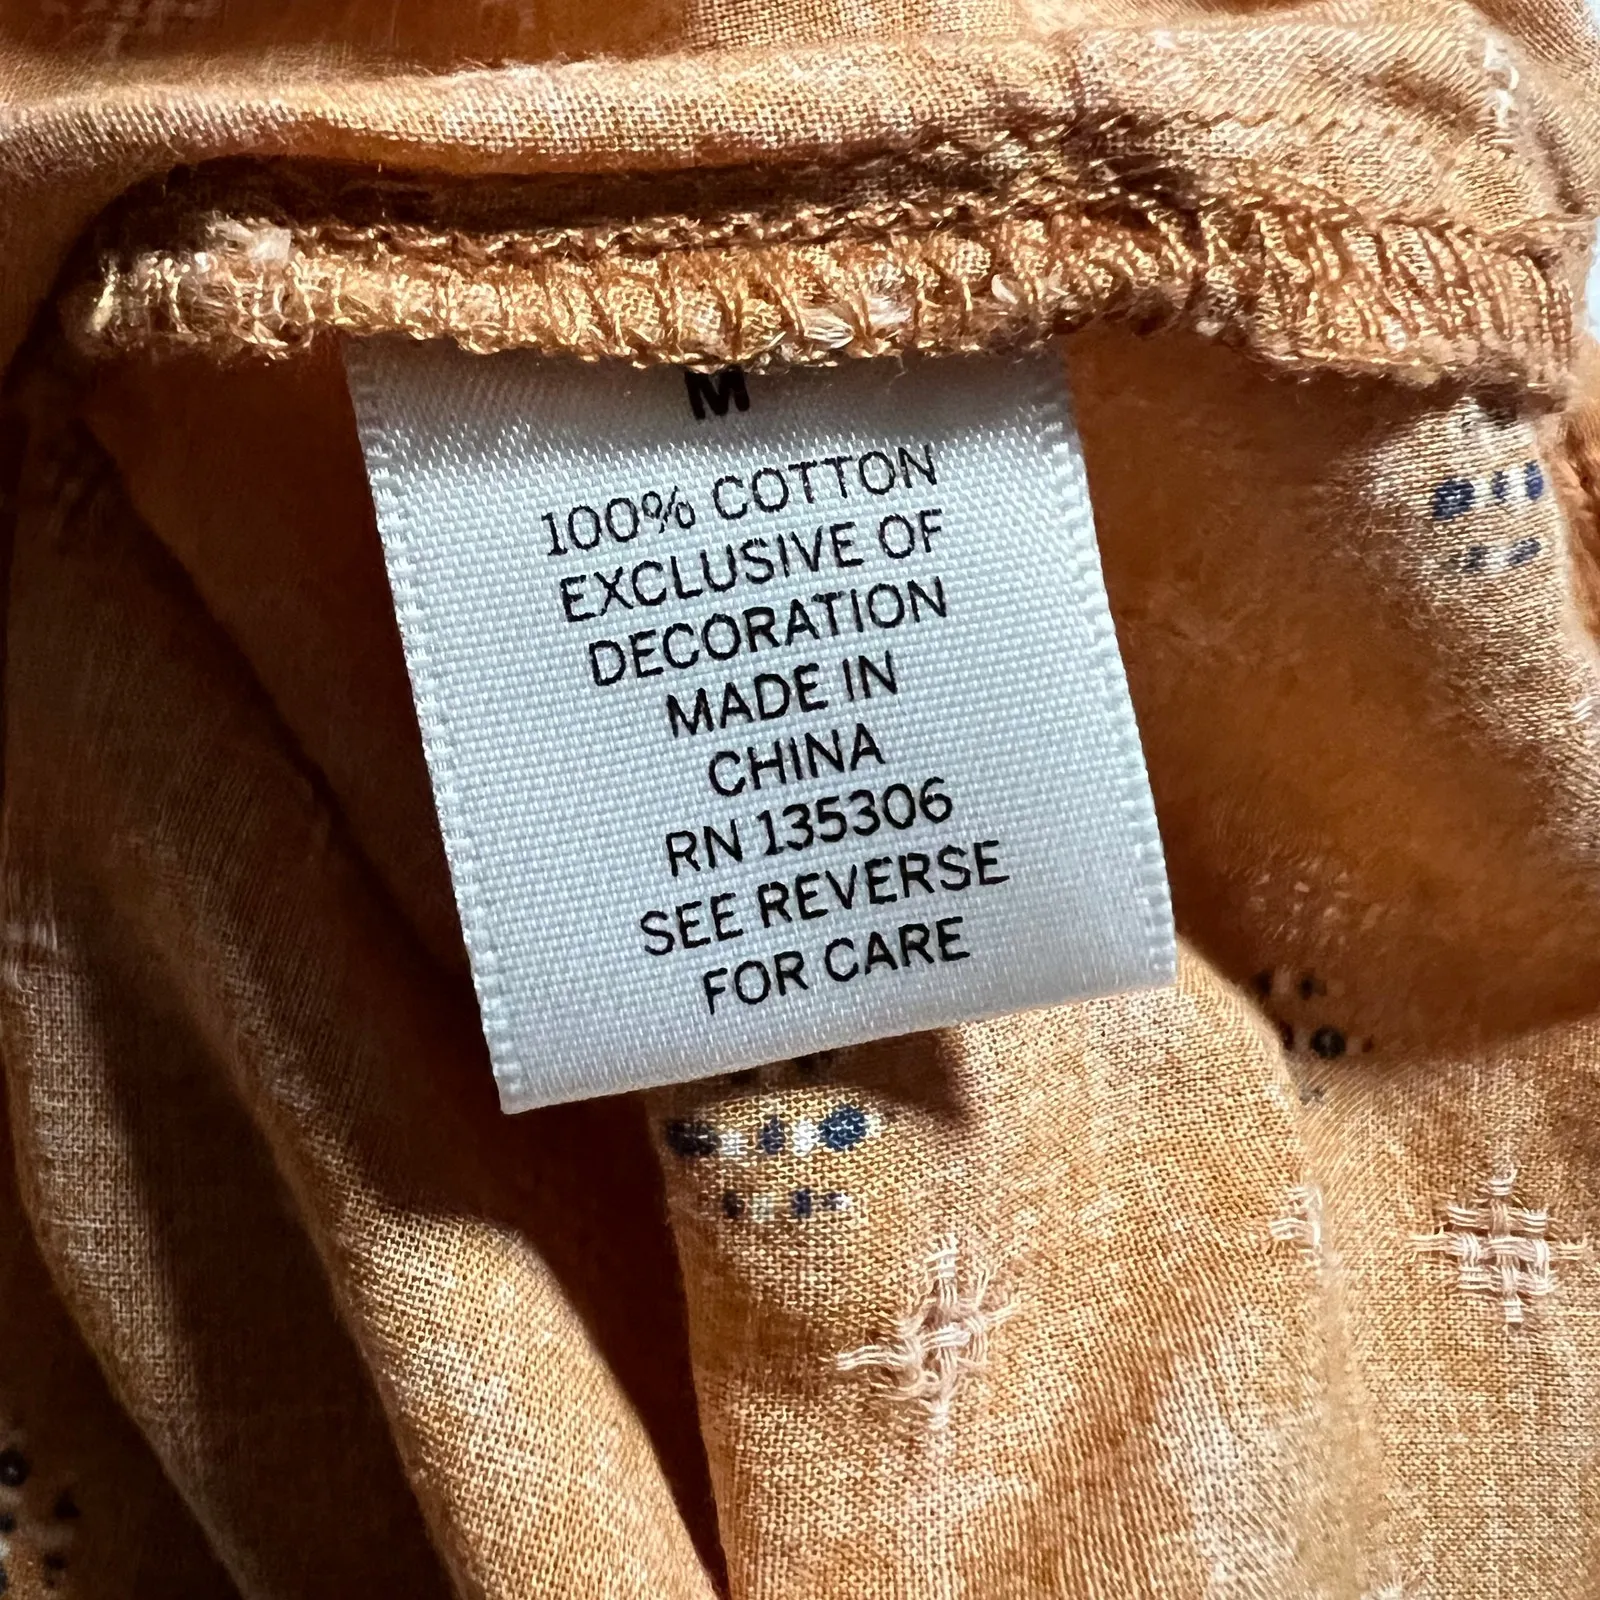 M
100% COTTON
EXCLUSIVE OF
DECORATION
MADE IN
CHINA
RN 135306
SEE REVERSE
FOR CARE